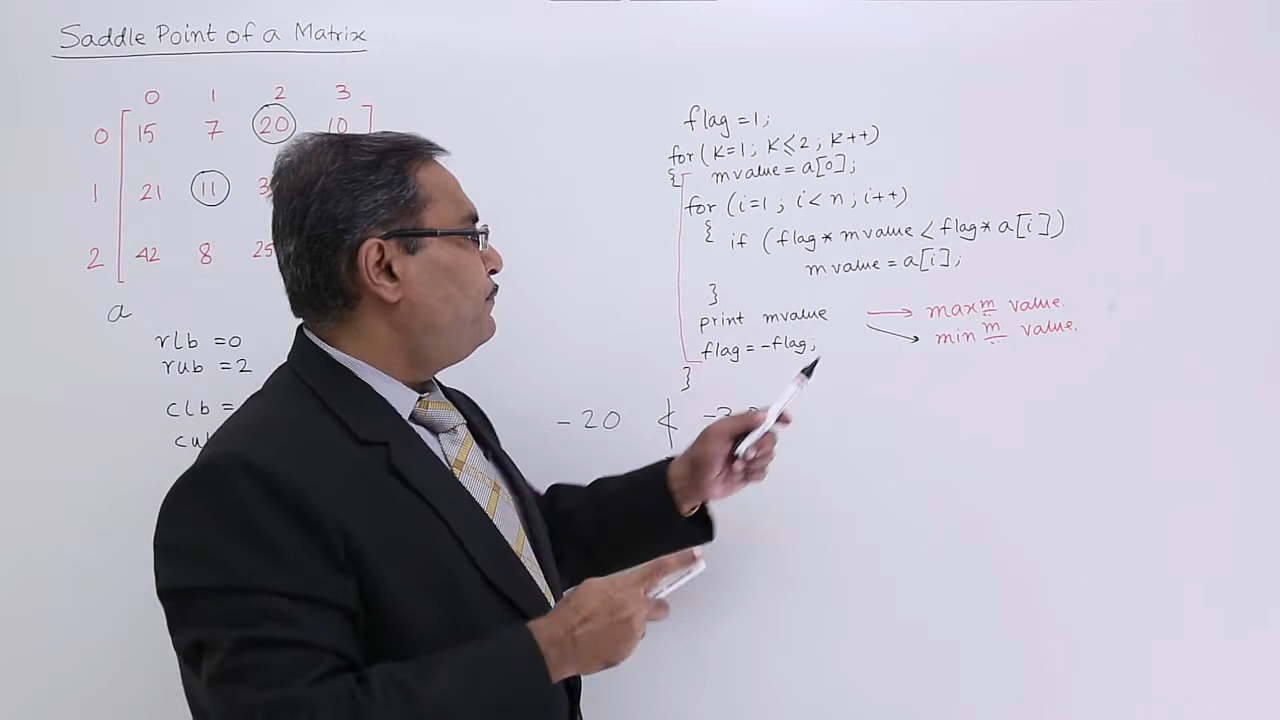 Saddle Point of a Matrix
0 1 2 3
0 15 7 20 10
1 21 11 3
2 42 8 25
a
rlb =0
rub =2
clb =
flag =1;
for( K=1; K≤2; K++)
{ mvalue = a[0];
for (i=1; i<n; i++)
{ if (flag* mvalue < flag* a[i])
mvalue = a[i];
}
print mvalue → maxm value.
→ minm value.
flag = -flag;
}
-20 ≮